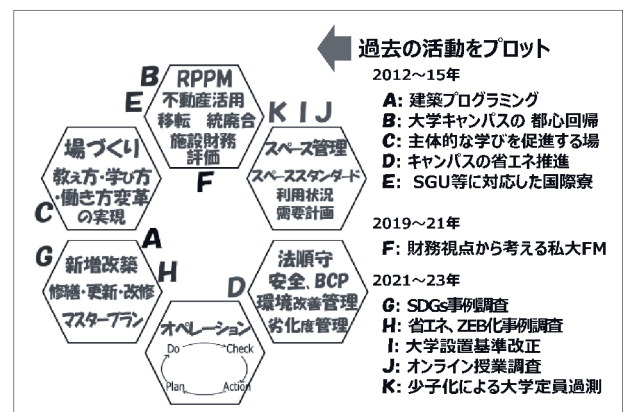 過去の活動をプロット
2012～15年
A: 建築プログラミング
B: 大学キャンパスの 都心回帰
C: 主体的な学びを促進する場
D: キャンパスの省エネ推進
E: SGU等に対応した国際寮
2019～21年
F: 財務視点から考える私大FM
2021～23年
G: SDGs事例調査
H: 省エネ、ZEB化事例調査
I: 大学設置基準改正
J: オンライン授業調査
K: 少子化による大学定員過測
B
E
RPPM
不動産活用
移転 統廃合
施設財務
評価
F
K I J
スペース管理
スペーススタンダード
利用状況
需要計画
場づくり
教え方・学び方
・働き方変革
の実現
C
A
G
H
新増改築
修繕・更新・改修
マスタープラン
D
法順守
安全、BCP
環境改善管理
劣化度管理
オペレーション
Do
Check
Plan
Action